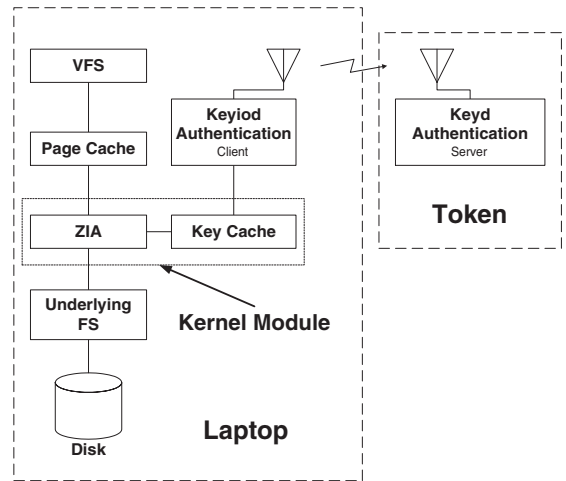 VFS
Keyiod
Authentication
Client
Keyd
Authentication
Server
Page Cache
Token
ZIA
Key Cache
Underlying
FS
Kernel Module
Laptop
Disk